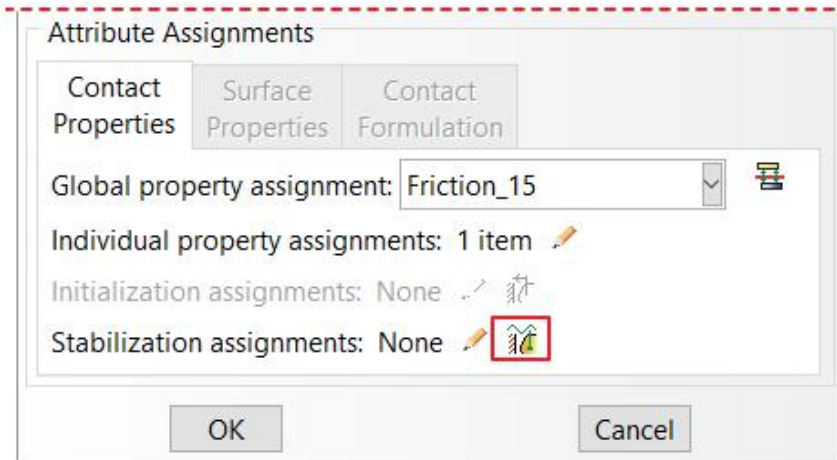 Attribute Assignments
Contact Properties
Surface Properties
Contact Formulation
Global property assignment: Friction_15
Individual property assignments: 1 item
Initialization assignments: None
Stabilization assignments: None
OK
Cancel